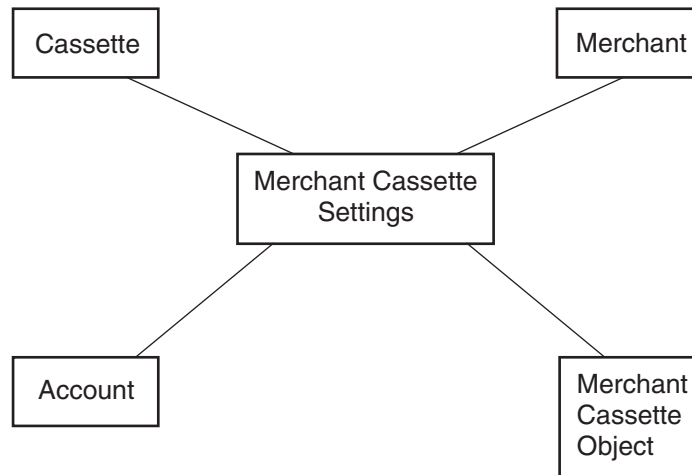 Cassette
Merchant
Merchant Cassette
Settings
Account
Merchant
Cassette
Object